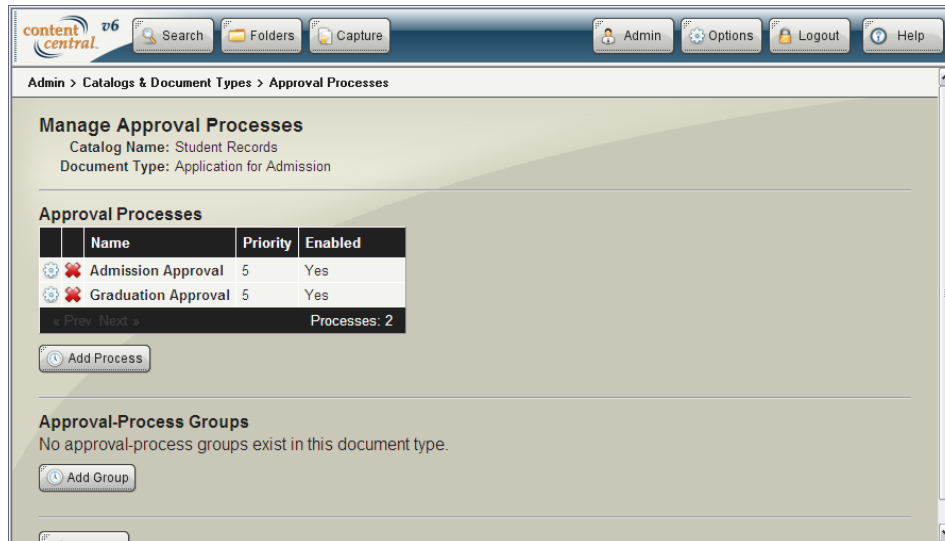 content central. v6 Search Folders Capture Admin Options Logout Help
Admin > Catalogs & Document Types > Approval Processes
Manage Approval Processes
Catalog Name: Student Records
Document Type: Application for Admission
Approval Processes
Name Priority Enabled
Admission Approval 5 Yes
Graduation Approval 5 Yes
« Prev Next » Processes: 2
Add Process
Approval-Process Groups
No approval-process groups exist in this document type.
Add Group